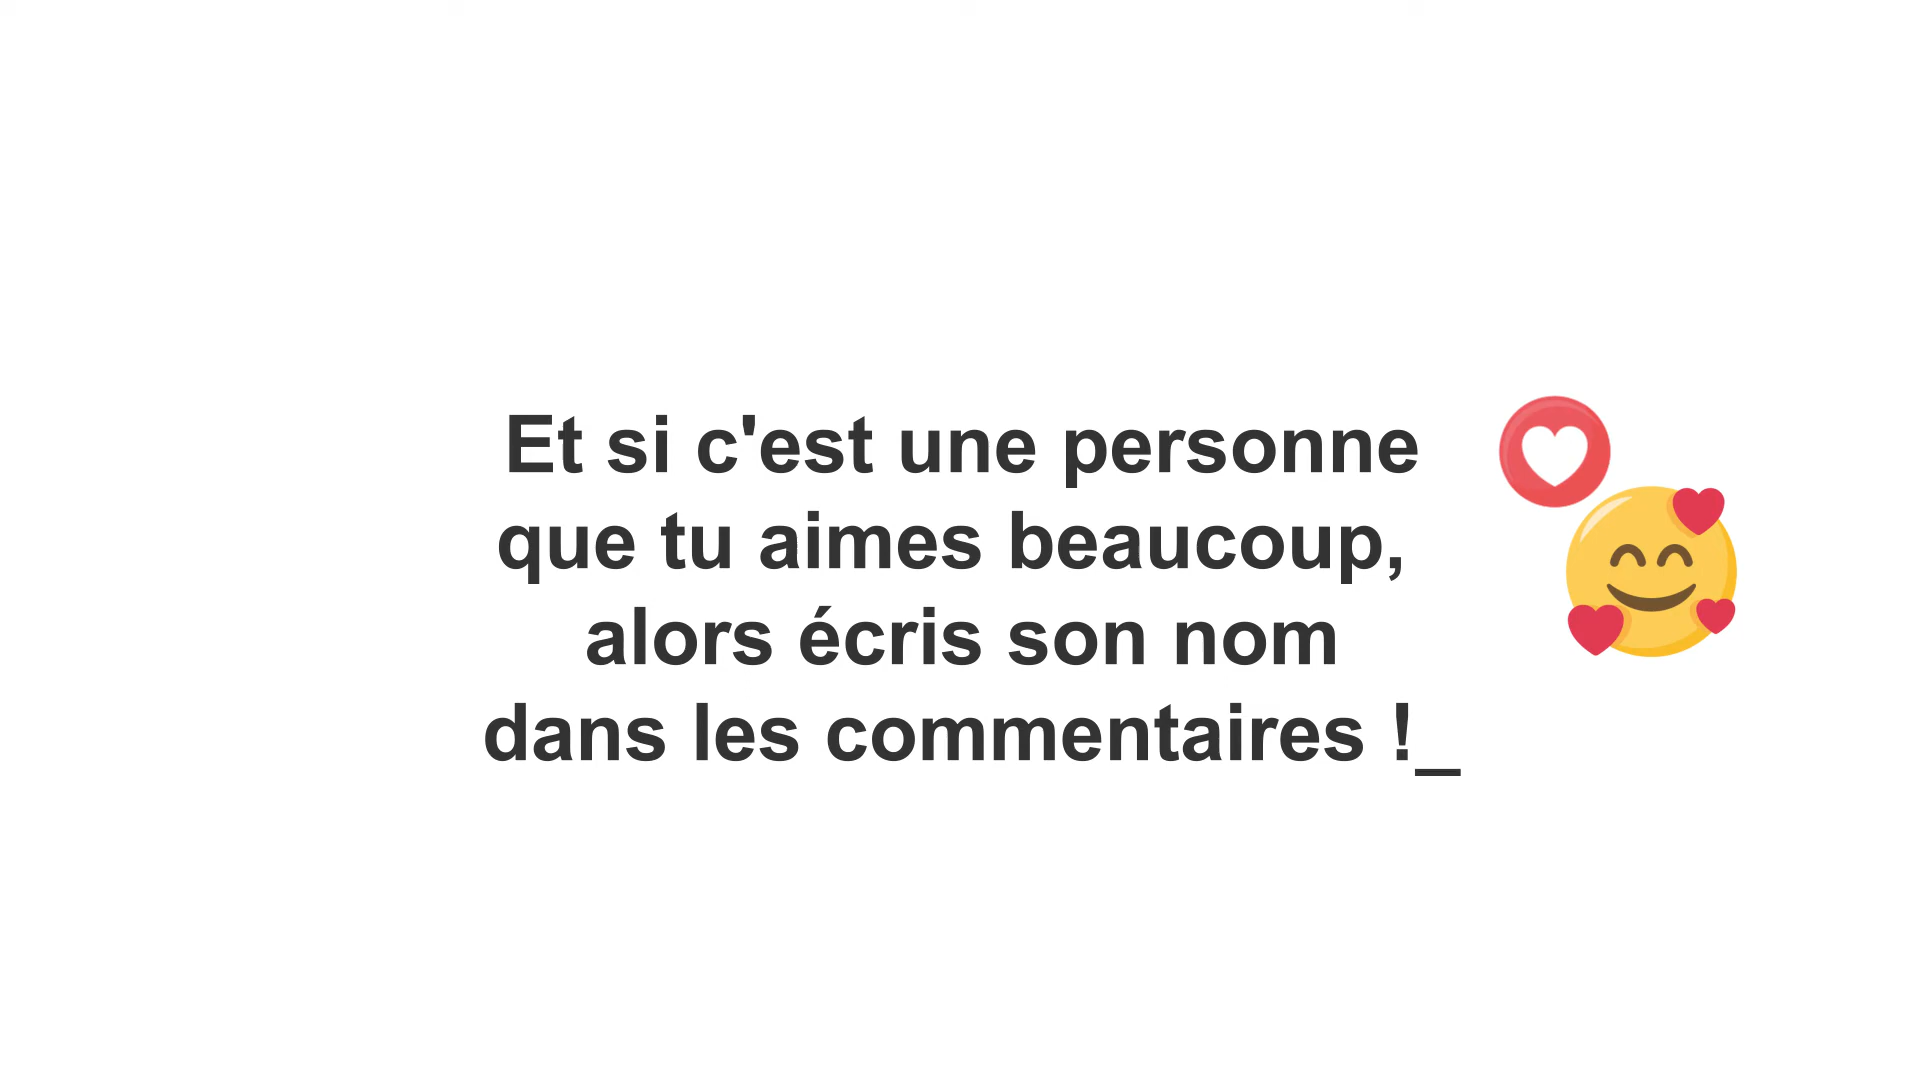 Et si c'est une personne
que tu aimes beaucoup,
alors écris son nom
dans les commentaires !_